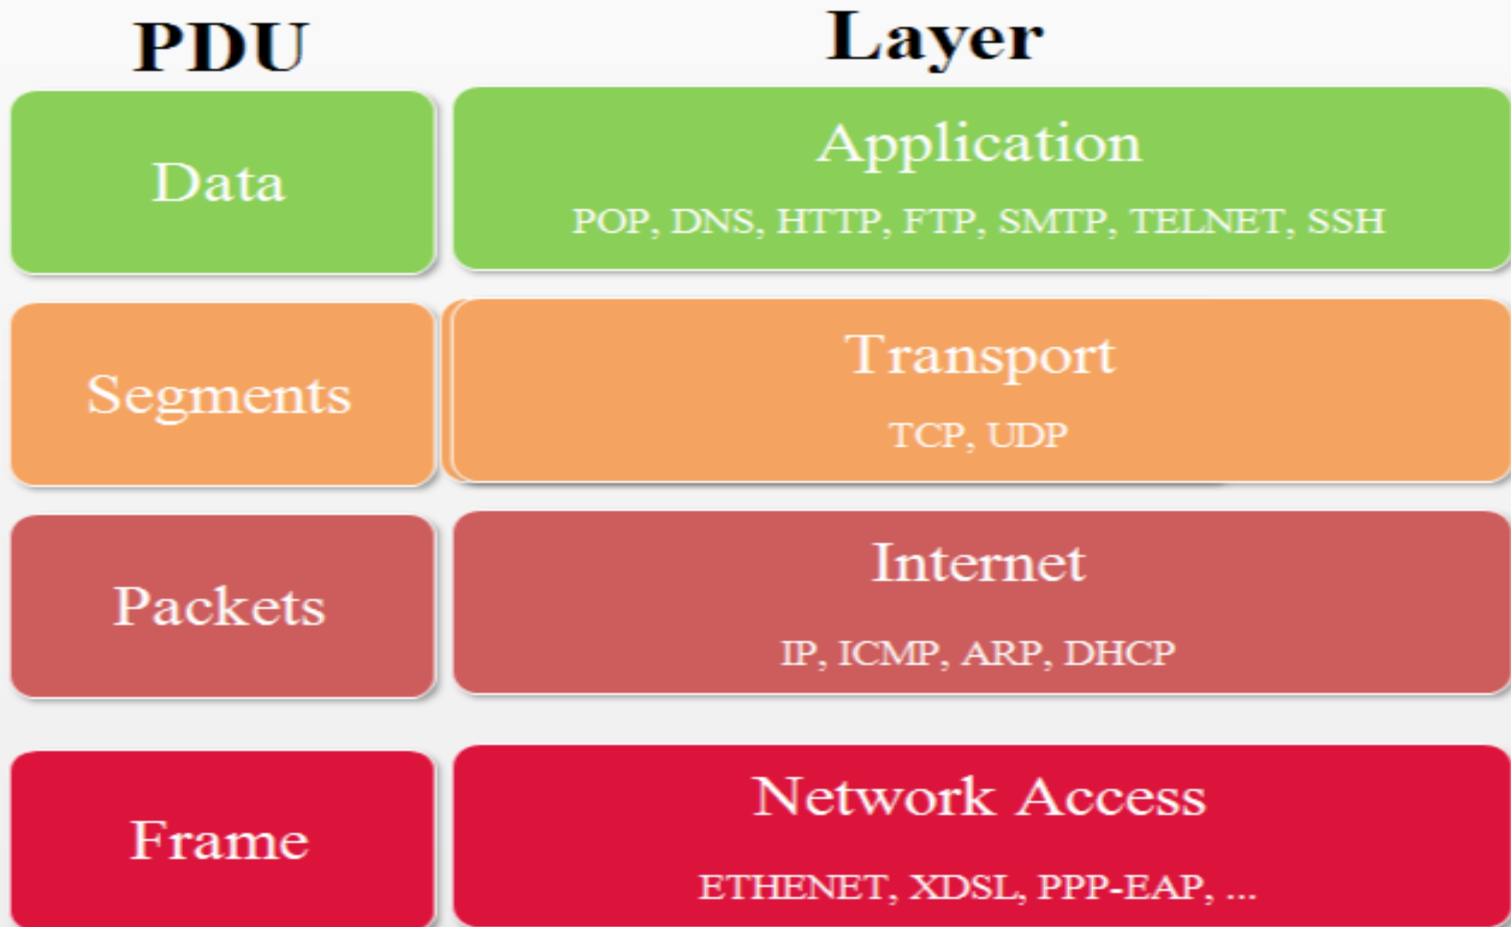 PDU
Layer
Data
Application
POP, DNS, HTTP, FTP, SMTP, TELNET, SSH
Segments
Transport
TCP, UDP
Packets
Internet
IP, ICMP, ARP, DHCP
Frame
Network Access
ETHENET, XDSL, PPP-EAP, ...